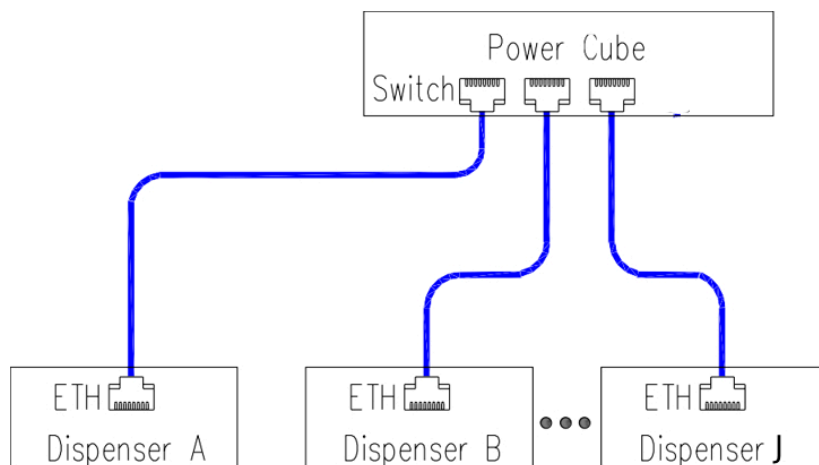 Power Cube
Switch
ETH
Dispenser A
ETH
Dispenser B
ETH
Dispenser J